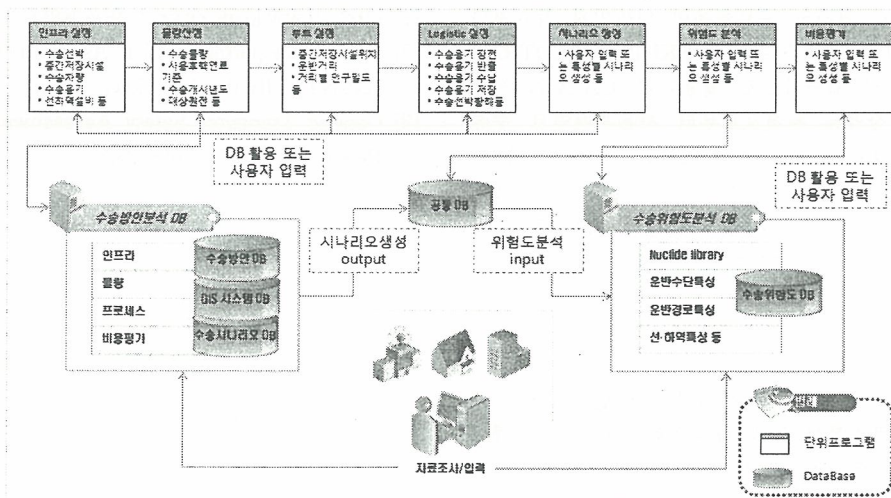 인프라 설정
• 수송선박
• 중간저장시설
• 수송차량
• 수송용기
• 선하역설비 등
물량산정
• 수송물량
• 사용후핵연료 기준
• 수송개시년도
• 대상원전 등
루트 설정
• 중간저장시설위치
• 운반거리
• 거리별 인구밀도 등
Logistic 설정
• 수송용기 장전
• 수송용기 반출
• 수송용기 수납
• 수송용기 저장
• 수송선박항해등
시나리오 생성
• 사용자 입력 또는 특성별 시나리오 생성 등
위험도 분석
• 사용자 입력 또는 특성별 시나리오 생성 등
비용평가
• 사용자 입력 또는 특성별 시나리오 생성 등
DB 활용 또는
사용자 입력
DB 활용 또는
사용자 입력
수송방안분석 DB
공통 DB
수송위험도분석 DB
인프라
물량
프로세스
비용평가
수송방안 DB
GIS 시스템 DB
수송시나리오 DB
시나리오생성
output
위험도분석
input
Nuclide library
운반수단특성
운반경로특성
선·하역특성 등
수송위험도 DB
자료조사/입력
범례
단위프로그램
DataBase